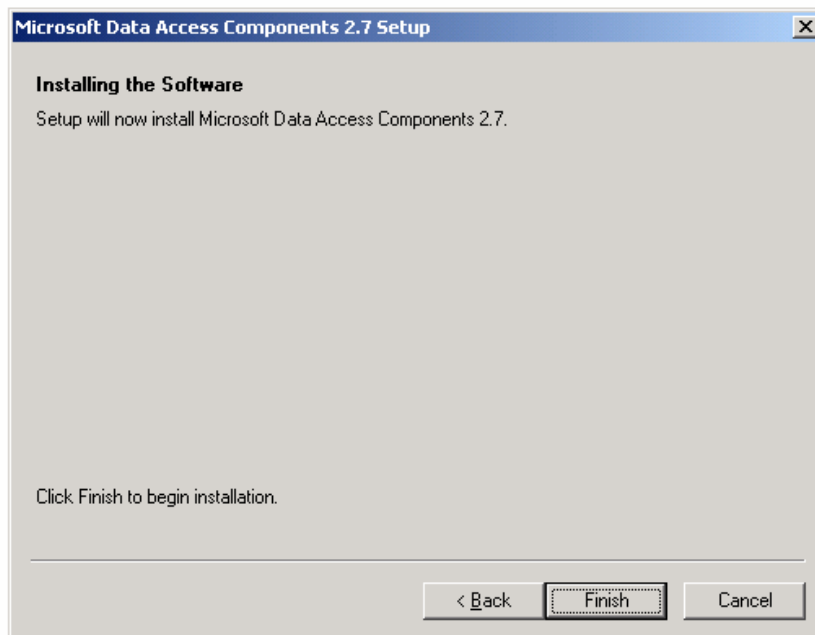 Microsoft Data Access Components 2.7 Setup
Installing the Software
Setup will now install Microsoft Data Access Components 2.7.
Click Finish to begin installation.
< Back Finish Cancel